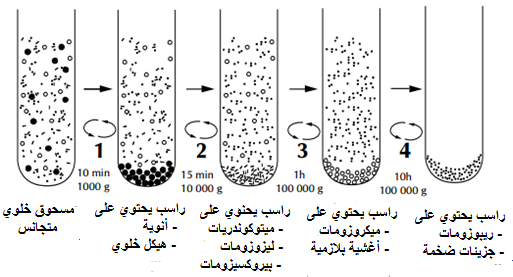 1
10 min
1000 g
2
15 min
10 000 g
3
1h
100 000 g
4
10h
100 000 g
مسحوق خلوي
متجانس
راسب يحتوي على
- أنوية
- هيكل خلوي
راسب يحتوي على
- ميتوكوندريات
- ليزوزومات
- بيروكسيزومات
راسب يحتوي على
- ميكروزومات
- أغشية بلازمية
راسب يحتوي على
- ريبوزومات
- جزيئات ضخمة